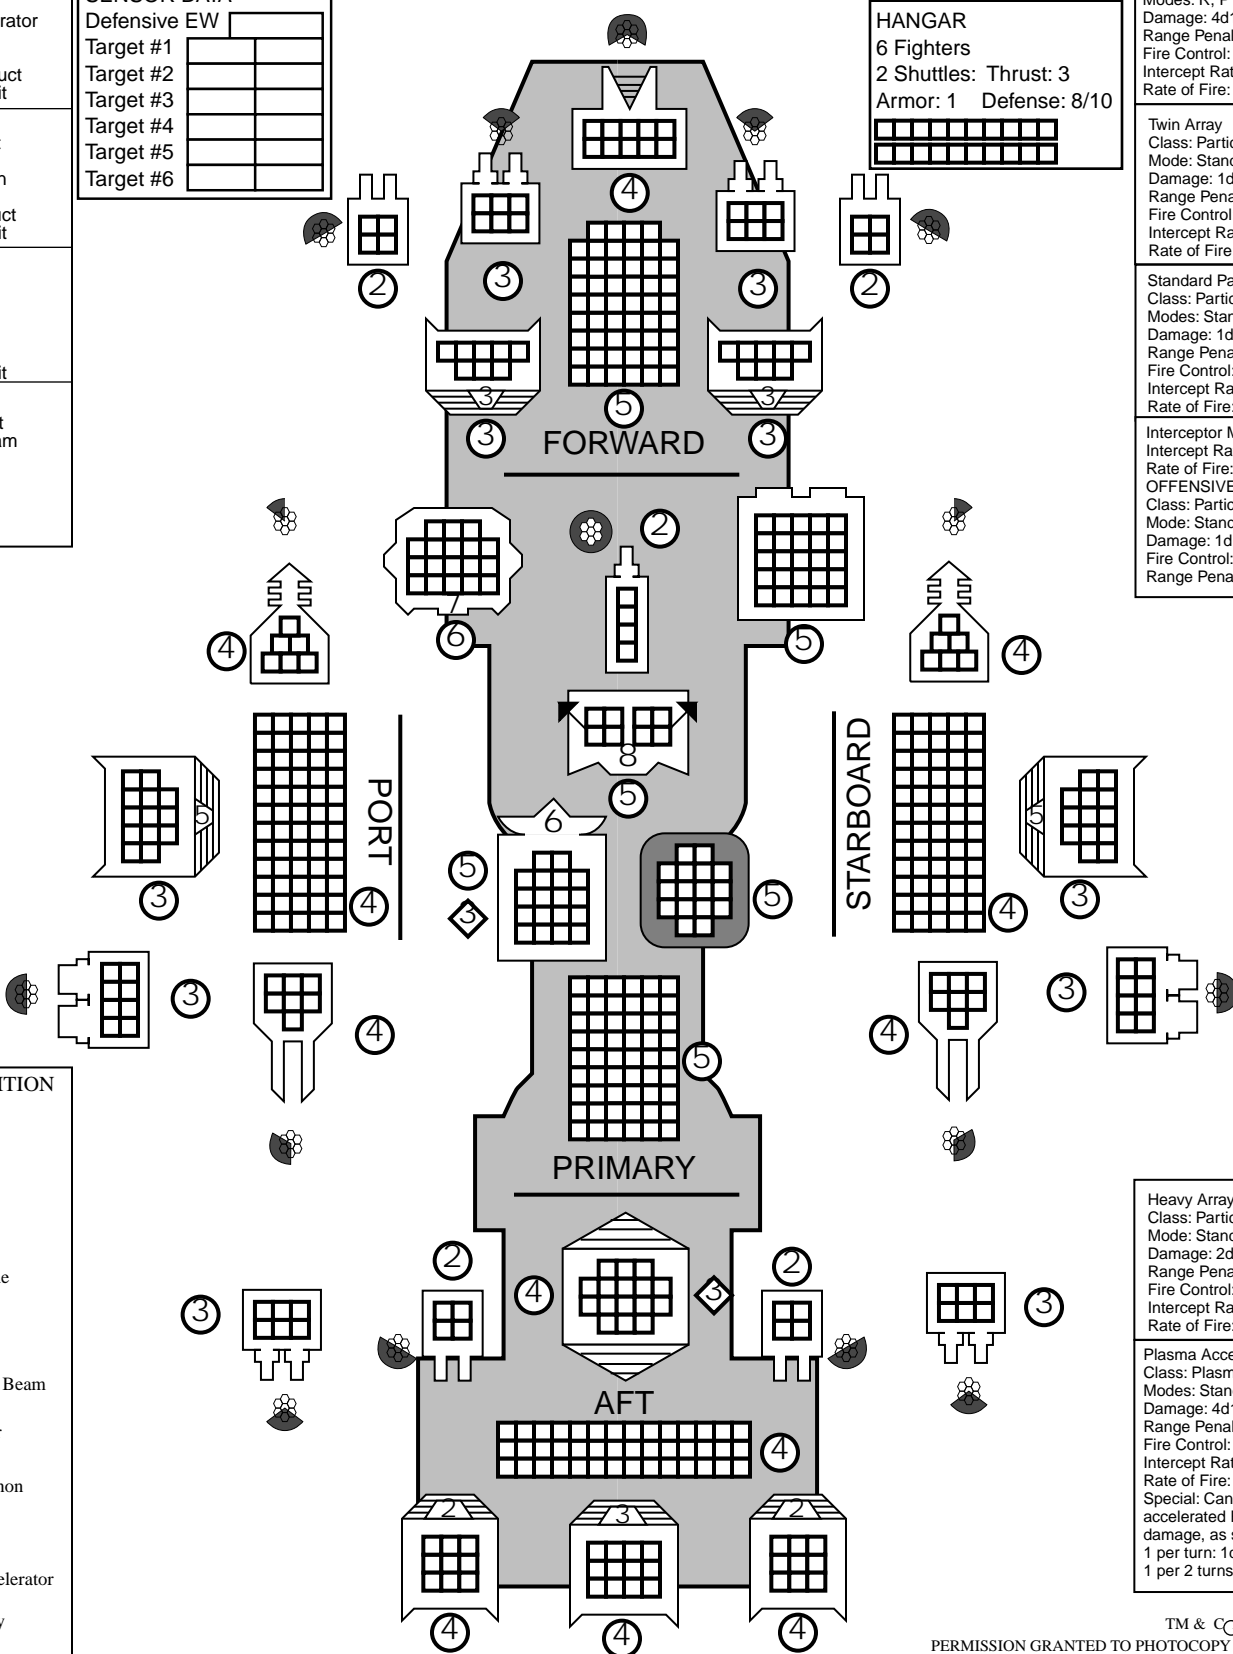 SENSOR DATA
Defensive EW
Target #1
Target #2
Target #3
Target #4
Target #5
Target #6
HANGAR
6 Fighters
2 Shuttles: Thrust: 3
Armor: 1 Defense: 8/10
Modes: R, P
Damage: 4d1
Range Penal
Fire Control:
Intercept Rat
Rate of Fire:
Twin Array
Class: Partic
Mode: Stand
Damage: 1d
Range Pena
Fire Control
Intercept Ra
Rate of Fire
Standard Pa
Class: Partic
Modes: Stan
Damage: 1d
Range Pena
Fire Control:
Intercept Ra
Rate of Fire:
Interceptor M
Intercept Ra
Rate of Fire:
OFFENSIVE
Class: Partic
Mode: Stand
Damage: 1d
Fire Control:
Range Pena
rator
uct
it
n
uct
it
it
t
am
4
3
3
2
2
3
3
5
3
3
FORWARD
2
7
6
5
4
4
8
5
PORT
STARBOARD
6
5
3
5
5
3
4
5
3
4
3
4
3
4
5
PRIMARY
2
2
4
3
3
3
AFT
4
2
3
2
4
4
4
ITION
e
Beam
non
elerator
y
Heavy Array
Class: Partic
Mode: Stand
Damage: 2d
Range Pena
Fire Control:
Intercept Ra
Rate of Fire:
Plasma Acce
Class: Plasm
Modes: Stan
Damage: 4d1
Range Penal
Fire Control:
Intercept Rat
Rate of Fire:
Special: Can
accelerated
damage, as s
1 per turn: 1
1 per 2 turns
TM & C
PERMISSION GRANTED TO PHOTOCOPY